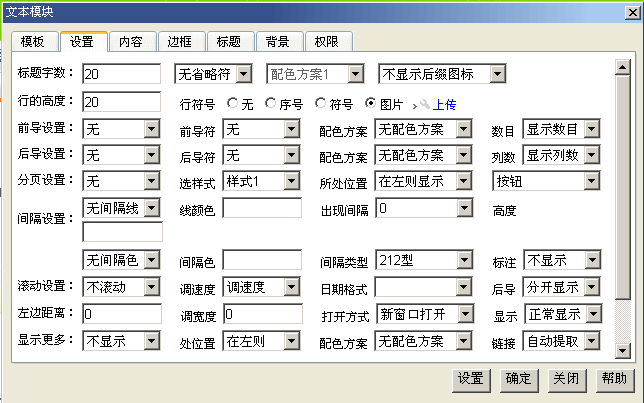 文本模块
模板 设置 内容 边框 标题 背景 权限
标题字数： 20 无省略符 配色方案1 不显示后缀图标
行的高度： 20 行符号 无 序号 符号 图片 上传
前导设置： 无 前导符 无 配色方案 无配色方案 数目 显示数目
后导设置： 无 后导符 无 配色方案 无配色方案 列数 显示列数
分页设置： 无 选样式 样式1 所处位置 在左则显示 按钮
间隔设置： 无间隔线 线颜色 出现间隔 0 高度
无间隔色 间隔色 间隔类型 212型 标注 不显示
滚动设置： 不滚动 调速度 调速度 日期格式 后导 分开显示
左边距离： 0 调宽度 0 打开方式 新窗口打开 显示 正常显示
显示更多： 不显示 处位置 在左则 配色方案 无配色方案 链接 自动提取
设置 确定 关闭 帮助